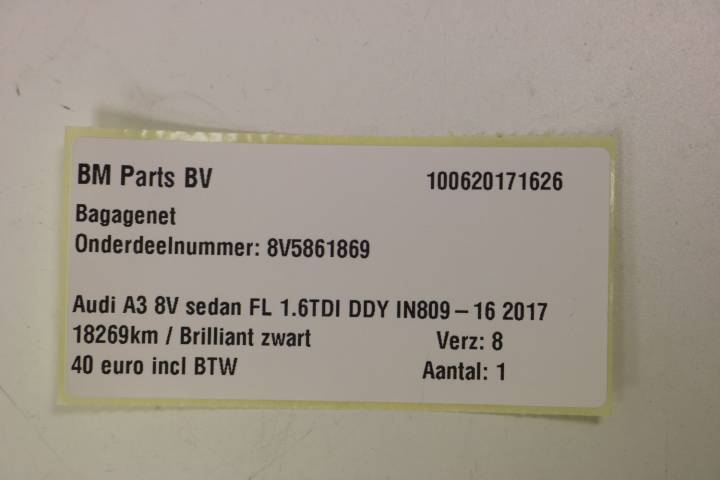 BM Parts BV 100620171626
Bagagenet
Onderdeelnummer: 8V5861869
Audi A3 8V sedan FL 1.6TDI DDY IN809 – 16 2017
18269km / Brilliant zwart Verz: 8
40 euro incl BTW Aantal: 1